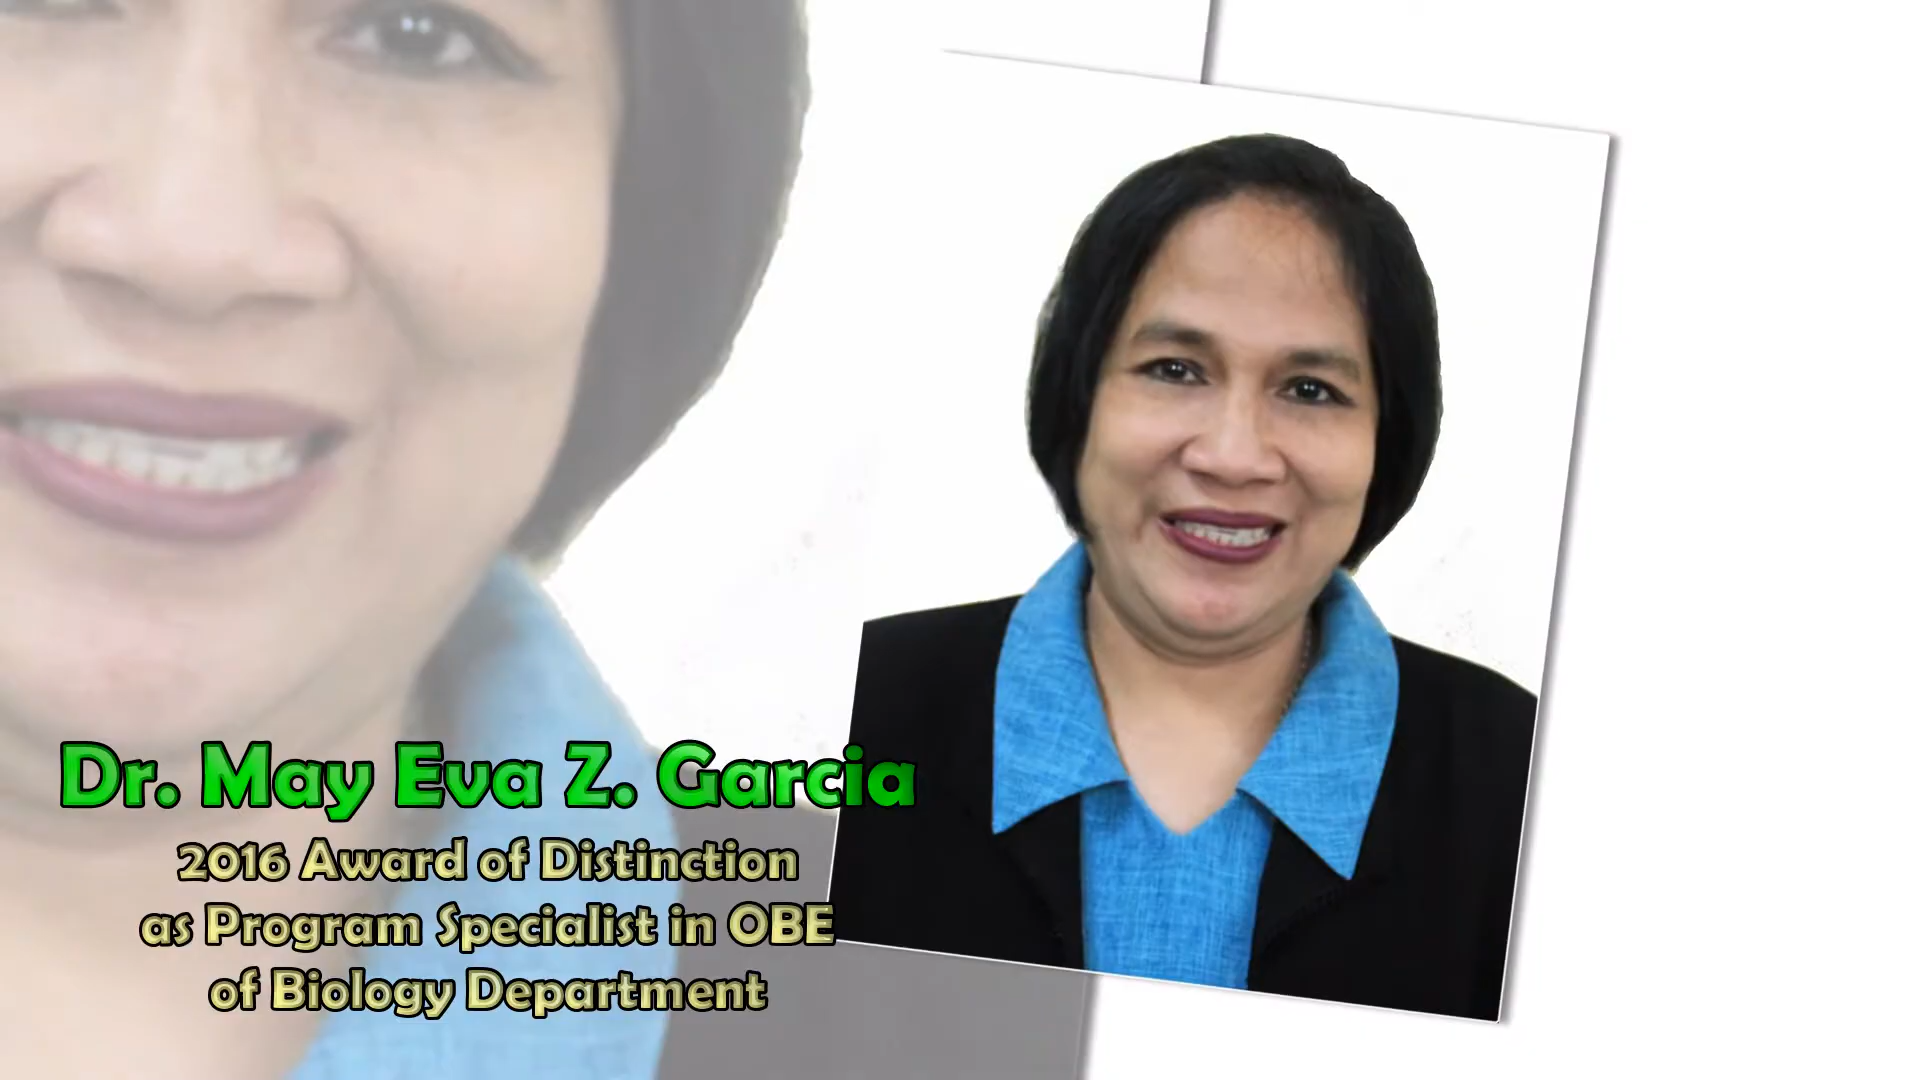 Dr. May Eva Z. Garcia
2016 Award of Distinction
as Program Specialist in OBE
of Biology Department